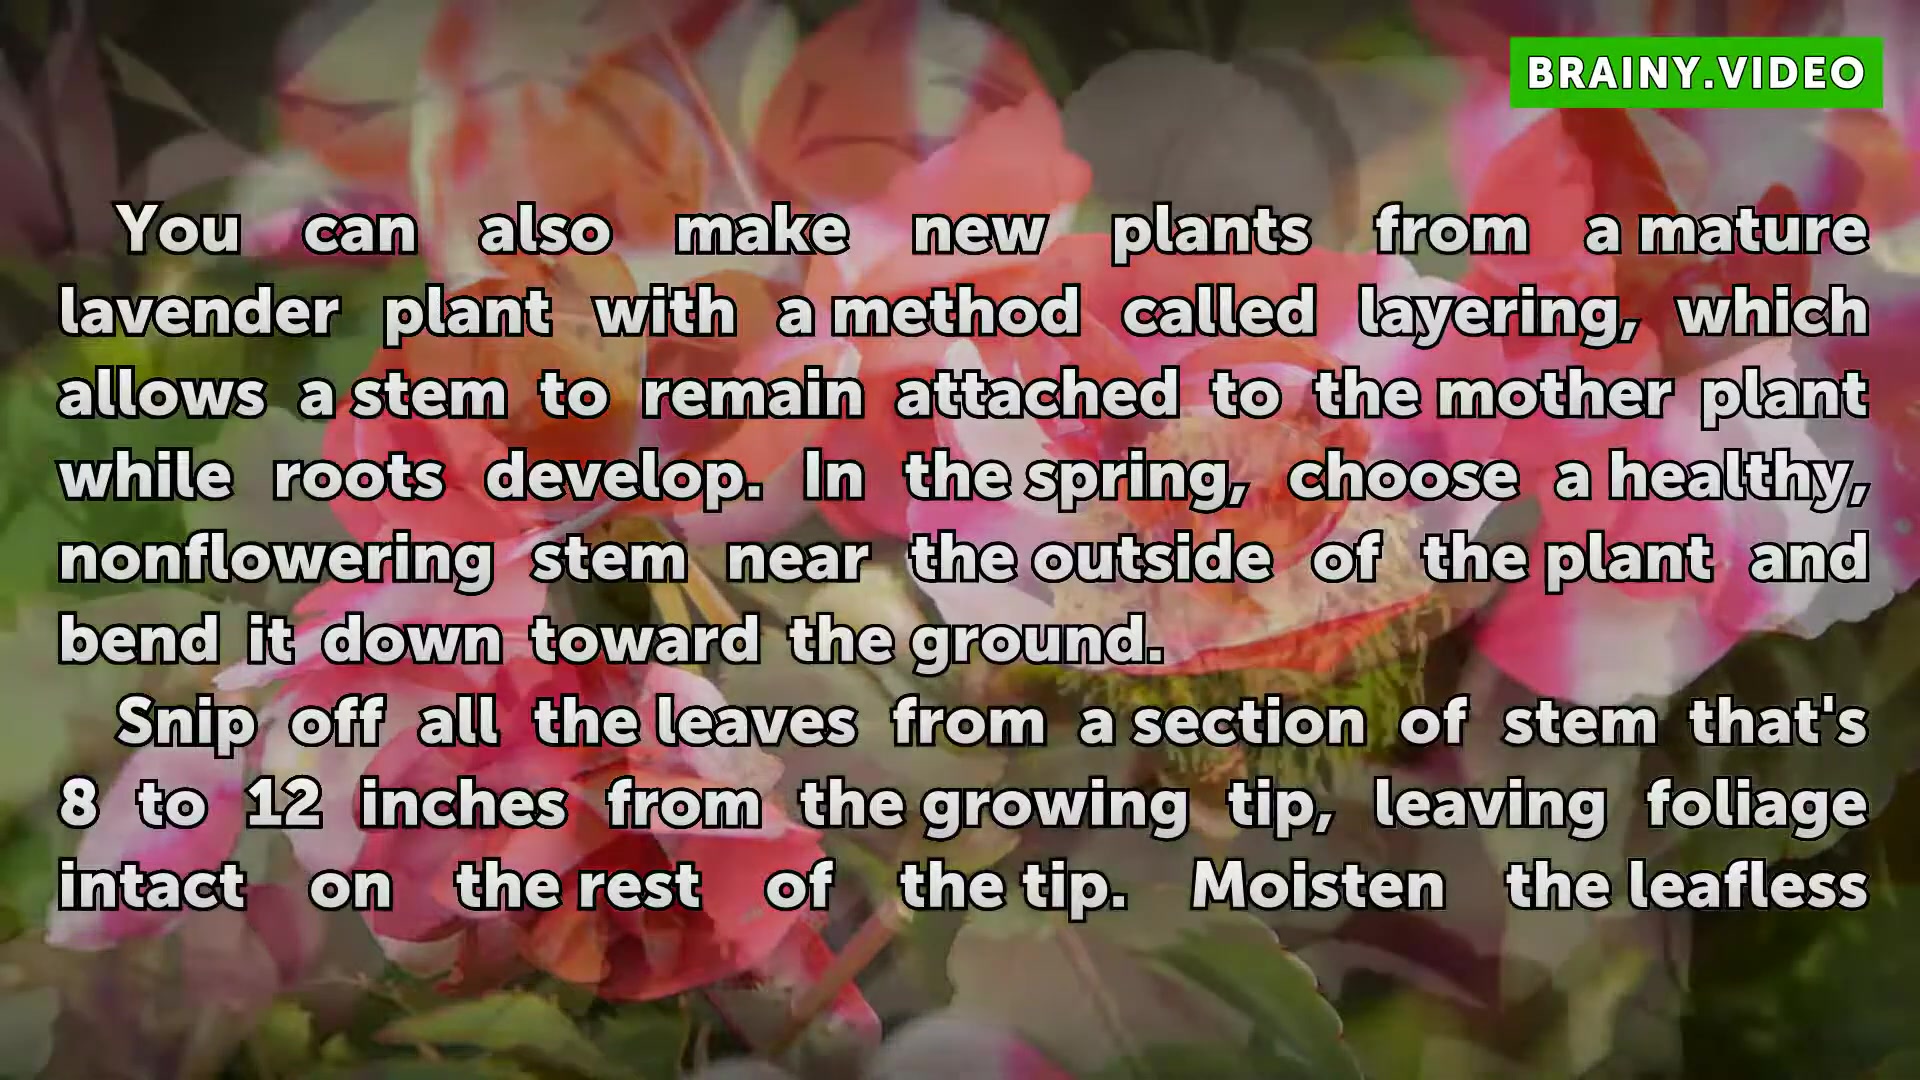 BRAINY.VIDEO
You can also make new plants from a mature
lavender plant with a method called layering, which
allows a stem to remain attached to the mother plant
while roots develop. In the spring, choose a healthy,
nonflowering stem near the outside of the plant and
bend it down toward the ground.
Snip off all the leaves from a section of stem that's
8 to 12 inches from the growing tip, leaving foliage
intact on the rest of the tip. Moisten the leafless